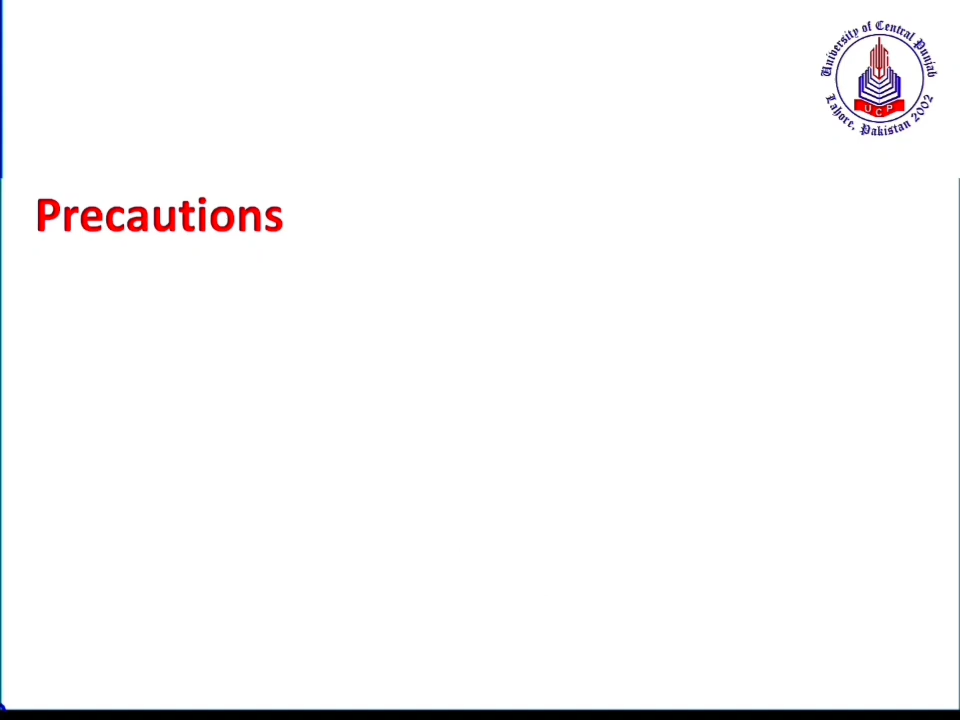 University of Central Punjab
UCP
Lahore, Pakistan 2002
Precautions